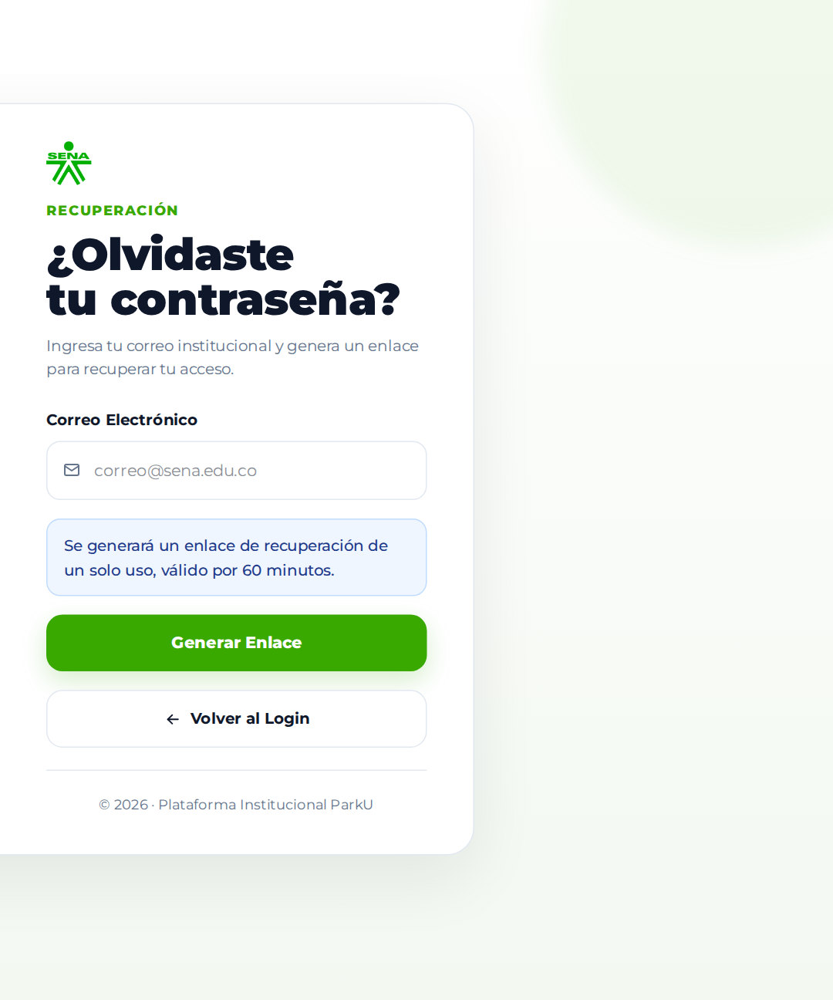 SENA
RECUPERACIÓN
¿Olvidaste
tu contraseña?
Ingresa tu correo institucional y genera un enlace
para recuperar tu acceso.
Correo Electrónico
correo@sena.edu.co
Se generará un enlace de recuperación de
un solo uso, válido por 60 minutos.
Generar Enlace
← Volver al Login
© 2026 · Plataforma Institucional ParkU